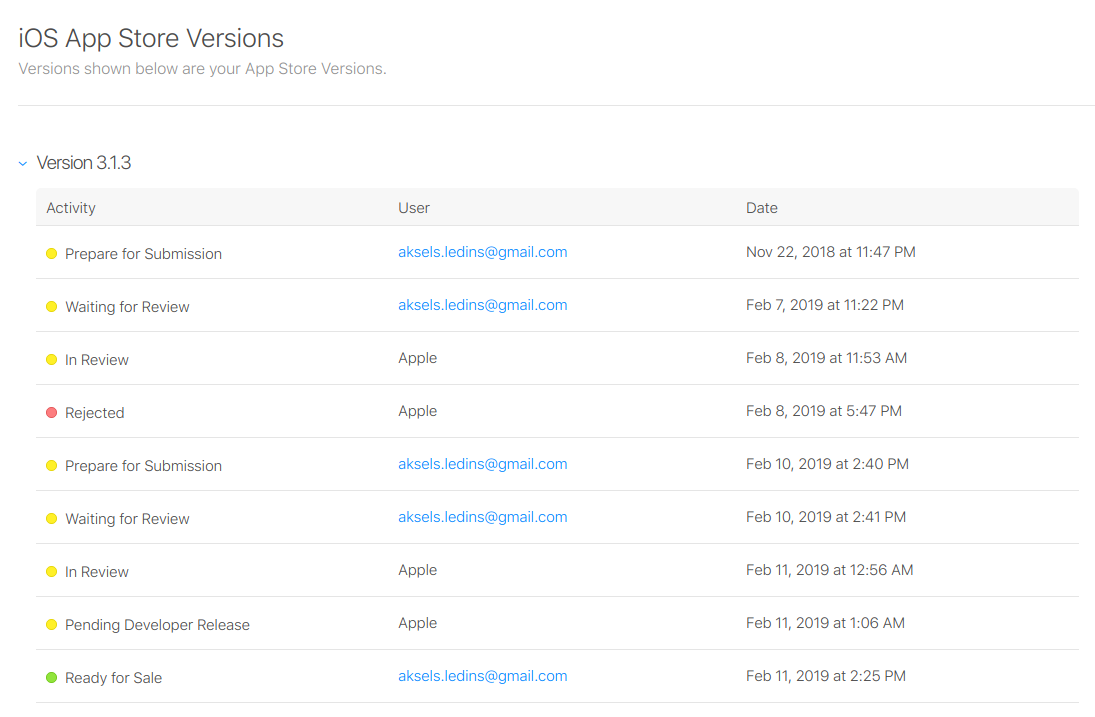 iOS App Store Versions
Versions shown below are your App Store Versions.
Version 3.1.3
Activity User Date
Prepare for Submission aksels.ledins@gmail.com Nov 22, 2018 at 11:47 PM
Waiting for Review aksels.ledins@gmail.com Feb 7, 2019 at 11:22 PM
In Review Apple Feb 8, 2019 at 11:53 AM
Rejected Apple Feb 8, 2019 at 5:47 PM
Prepare for Submission aksels.ledins@gmail.com Feb 10, 2019 at 2:40 PM
Waiting for Review aksels.ledins@gmail.com Feb 10, 2019 at 2:41 PM
In Review Apple Feb 11, 2019 at 12:56 AM
Pending Developer Release Apple Feb 11, 2019 at 1:06 AM
Ready for Sale aksels.ledins@gmail.com Feb 11, 2019 at 2:25 PM